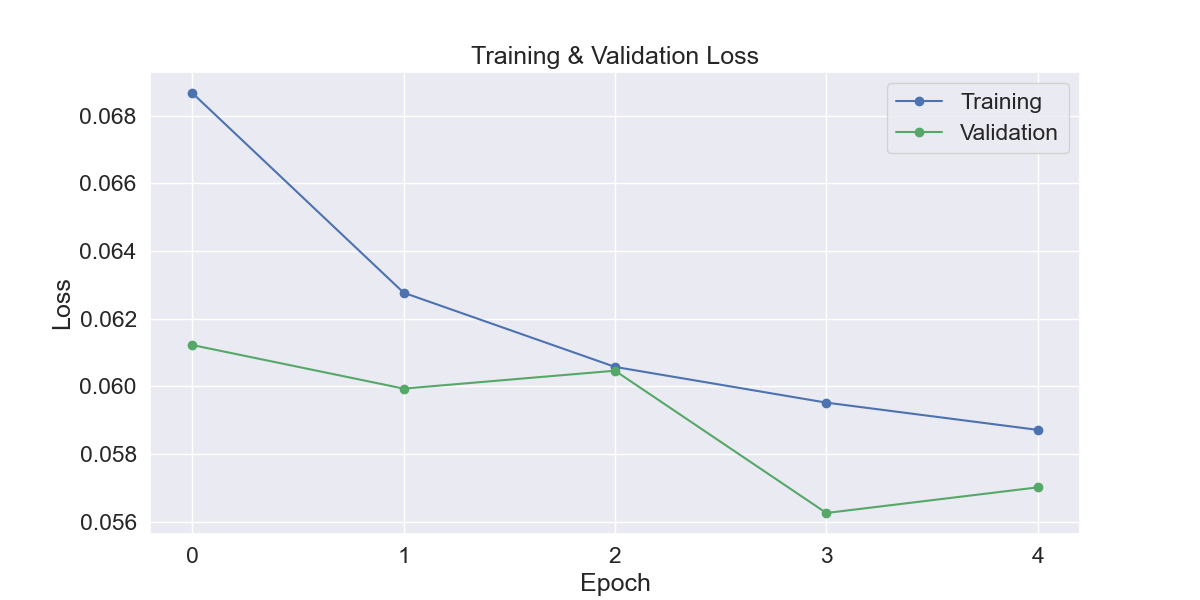 Training & Validation Loss
Training
Validation
0.068
0.066
0.064
0.062
0.060
0.058
0.056
Loss
0 1 2 3 4
Epoch